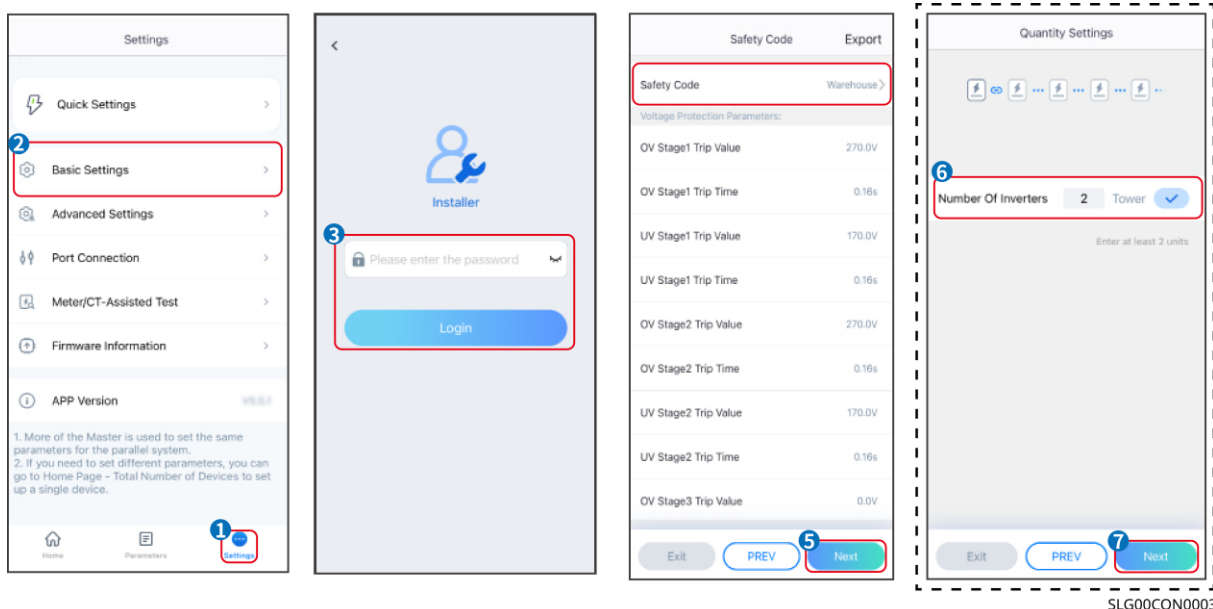 Settings
Quick Settings
2
Basic Settings
Advanced Settings
Port Connection
Meter/CT-Assisted Test
Firmware Information
APP Version
1. More of the Master is used to set the same
parameters for the parallel system.
2. If you need to set different parameters, you can
go to Home Page - Total Number of Devices to set
up a single device.
1
Home
Parameters
Settings
Installer
3
Please enter the password
Login
Safety Code
Export
Safety Code
Warehouse
Voltage Protection Parameters:
OV Stage1 Trip Value
270.0V
OV Stage1 Trip Time
0.16s
UV Stage1 Trip Value
170.0V
UV Stage1 Trip Time
0.16s
OV Stage2 Trip Value
270.0V
OV Stage2 Trip Time
0.16s
UV Stage2 Trip Value
170.0V
UV Stage2 Trip Time
0.16s
OV Stage3 Trip Value
0.0V
5
Exit
PREV
Next
Quantity Settings
6
Number Of Inverters
2
Tower
Enter at least 2 units
7
Exit
PREV
Next
SLG00CON0003